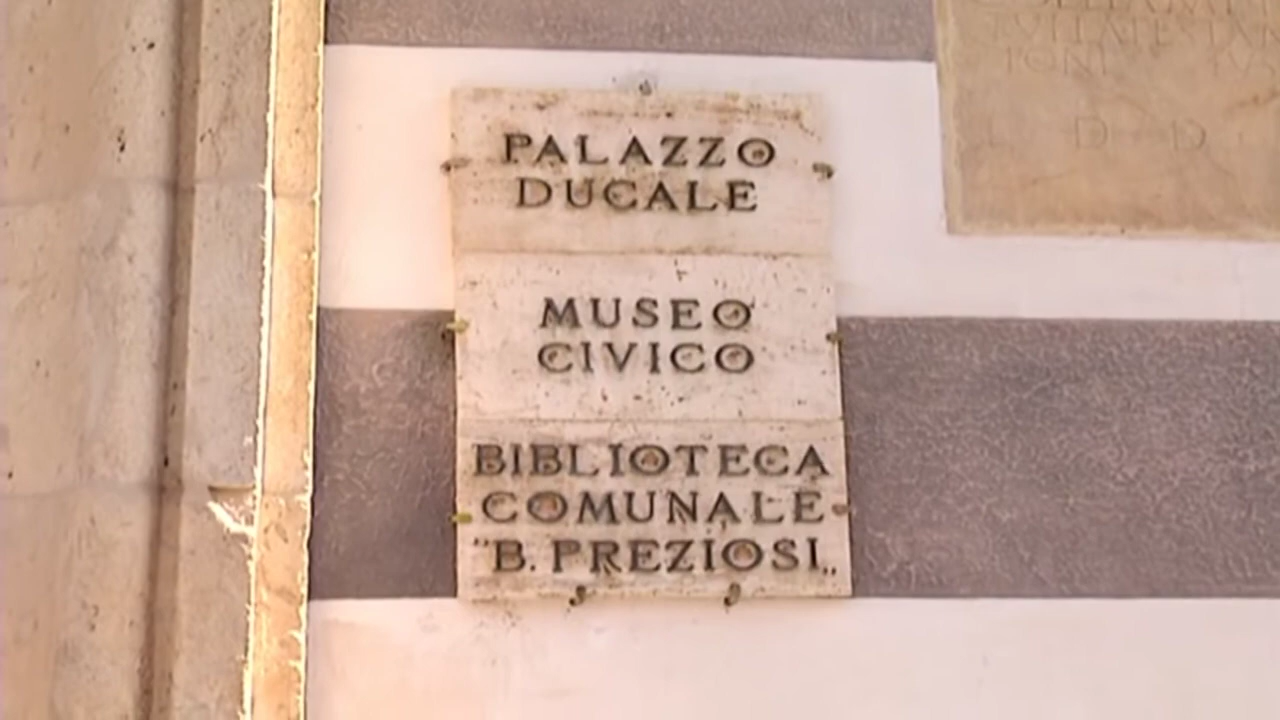 PALAZZO
DUCALE
MUSEO
CIVICO
BIBLIOTECA
COMUNALE
"B. PREZIOSI„
D D